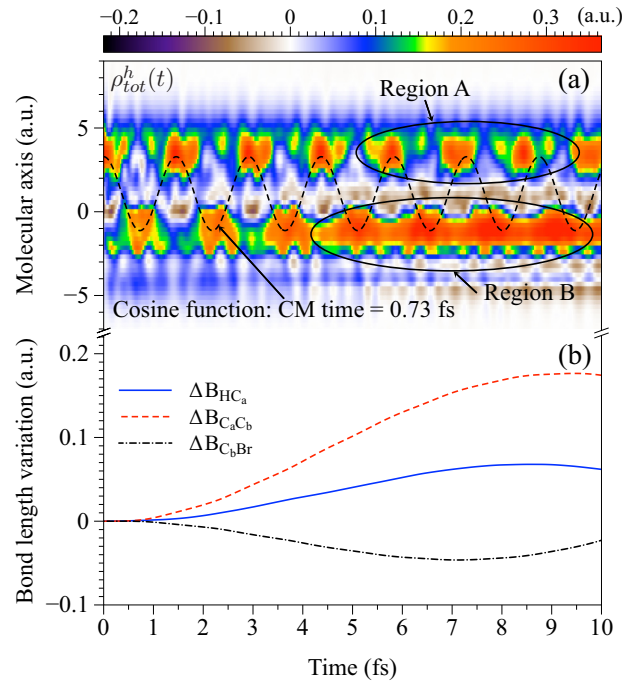 −0.2 −0.1 0 0.1 0.2 0.3 (a.u.)
ρ^h_tot(t)
(a)
Region A
Molecular axis (a.u.)
5
0
−5
Region B
Cosine function: CM time = 0.73 fs
(b)
Bond length variation (a.u.)
0.2
0.1
0
−0.1
ΔB_HCa
ΔB_CaCb
ΔB_CbBr
0 1 2 3 4 5 6 7 8 9 10
Time (fs)